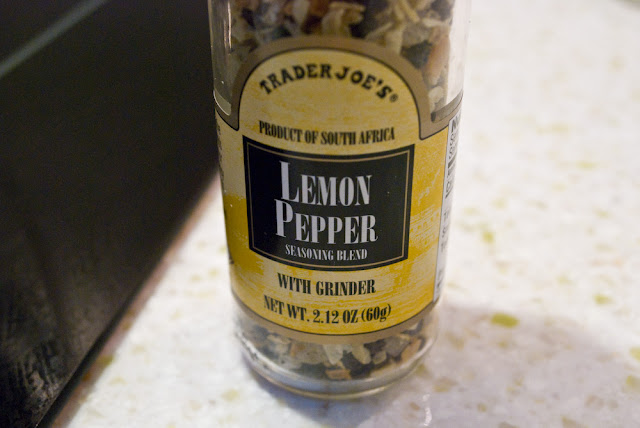 TRADER JOE'S®
PRODUCT OF SOUTH AFRICA
LEMON
PEPPER
SEASONING BLEND
WITH GRINDER
NET WT. 2.12 OZ (60g)